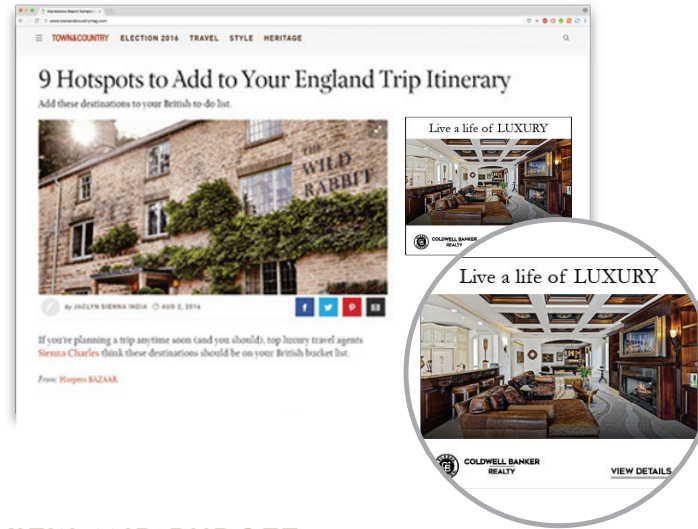 www.townandcountrymag.com
TOWN&COUNTRY ELECTION 2016 TRAVEL STYLE HERITAGE
9 Hotspots to Add to Your England Trip Itinerary
Add these destinations to your British to-do list.
THE
WILD
RABBIT
by JACLYN SIENNA INDIA AUG 2, 2016
If you're planning a trip anytime soon (and you should), top luxury travel agents
Sienna Charles think these destinations should be on your British bucket list.
From: Harpers BAZAAR
Live a life of LUXURY
COLDWELL BANKER
REALTY
Live a life of LUXURY
COLDWELL BANKER
REALTY
VIEW DETAILS